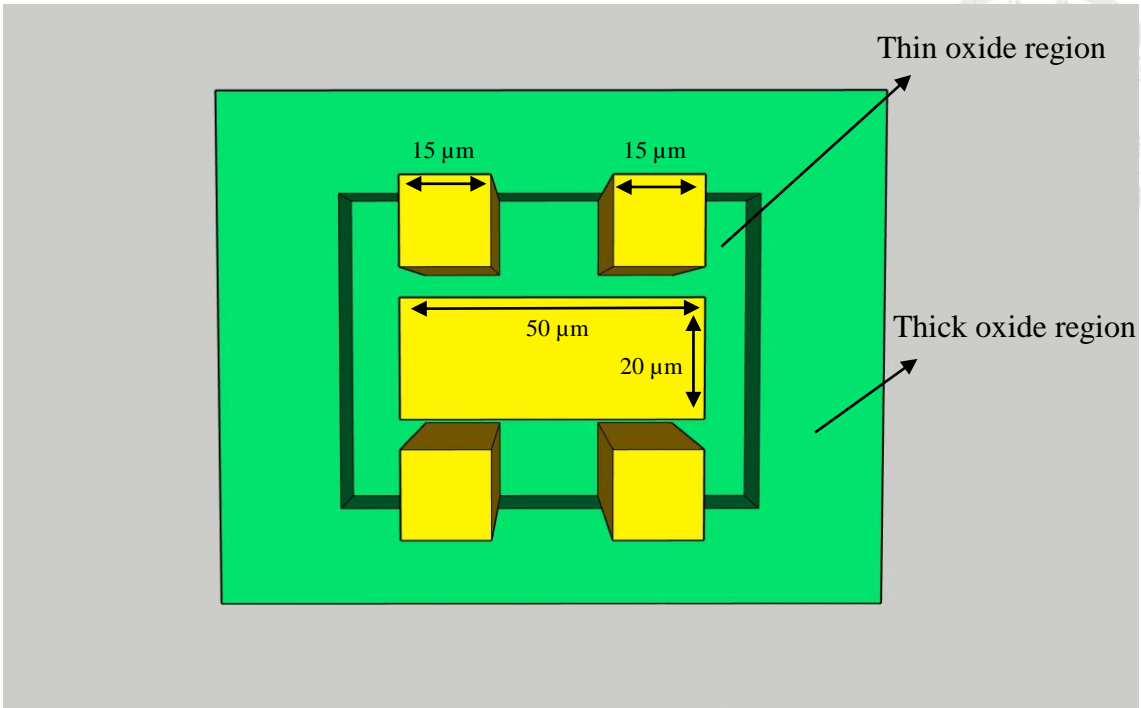 Thin oxide region
15 µm
15 µm
50 µm
Thick oxide region
20 µm